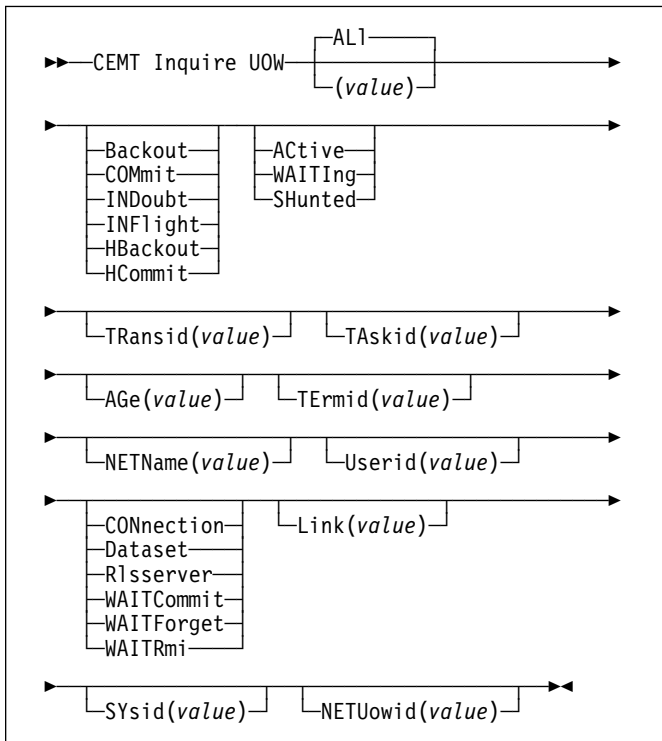 ALl
CEMT Inquire UOW
(value)
Backout
COMmit
INDoubt
INFlight
HBackout
HCommit
ACtive
WAITIng
SHunted
TRansid(value)
TAskid(value)
AGe(value)
TErmid(value)
NETName(value)
Userid(value)
CONnection
Dataset
Rlsserver
WAITCommit
WAITForget
WAITRmi
Link(value)
SYsid(value)
NETUowid(value)